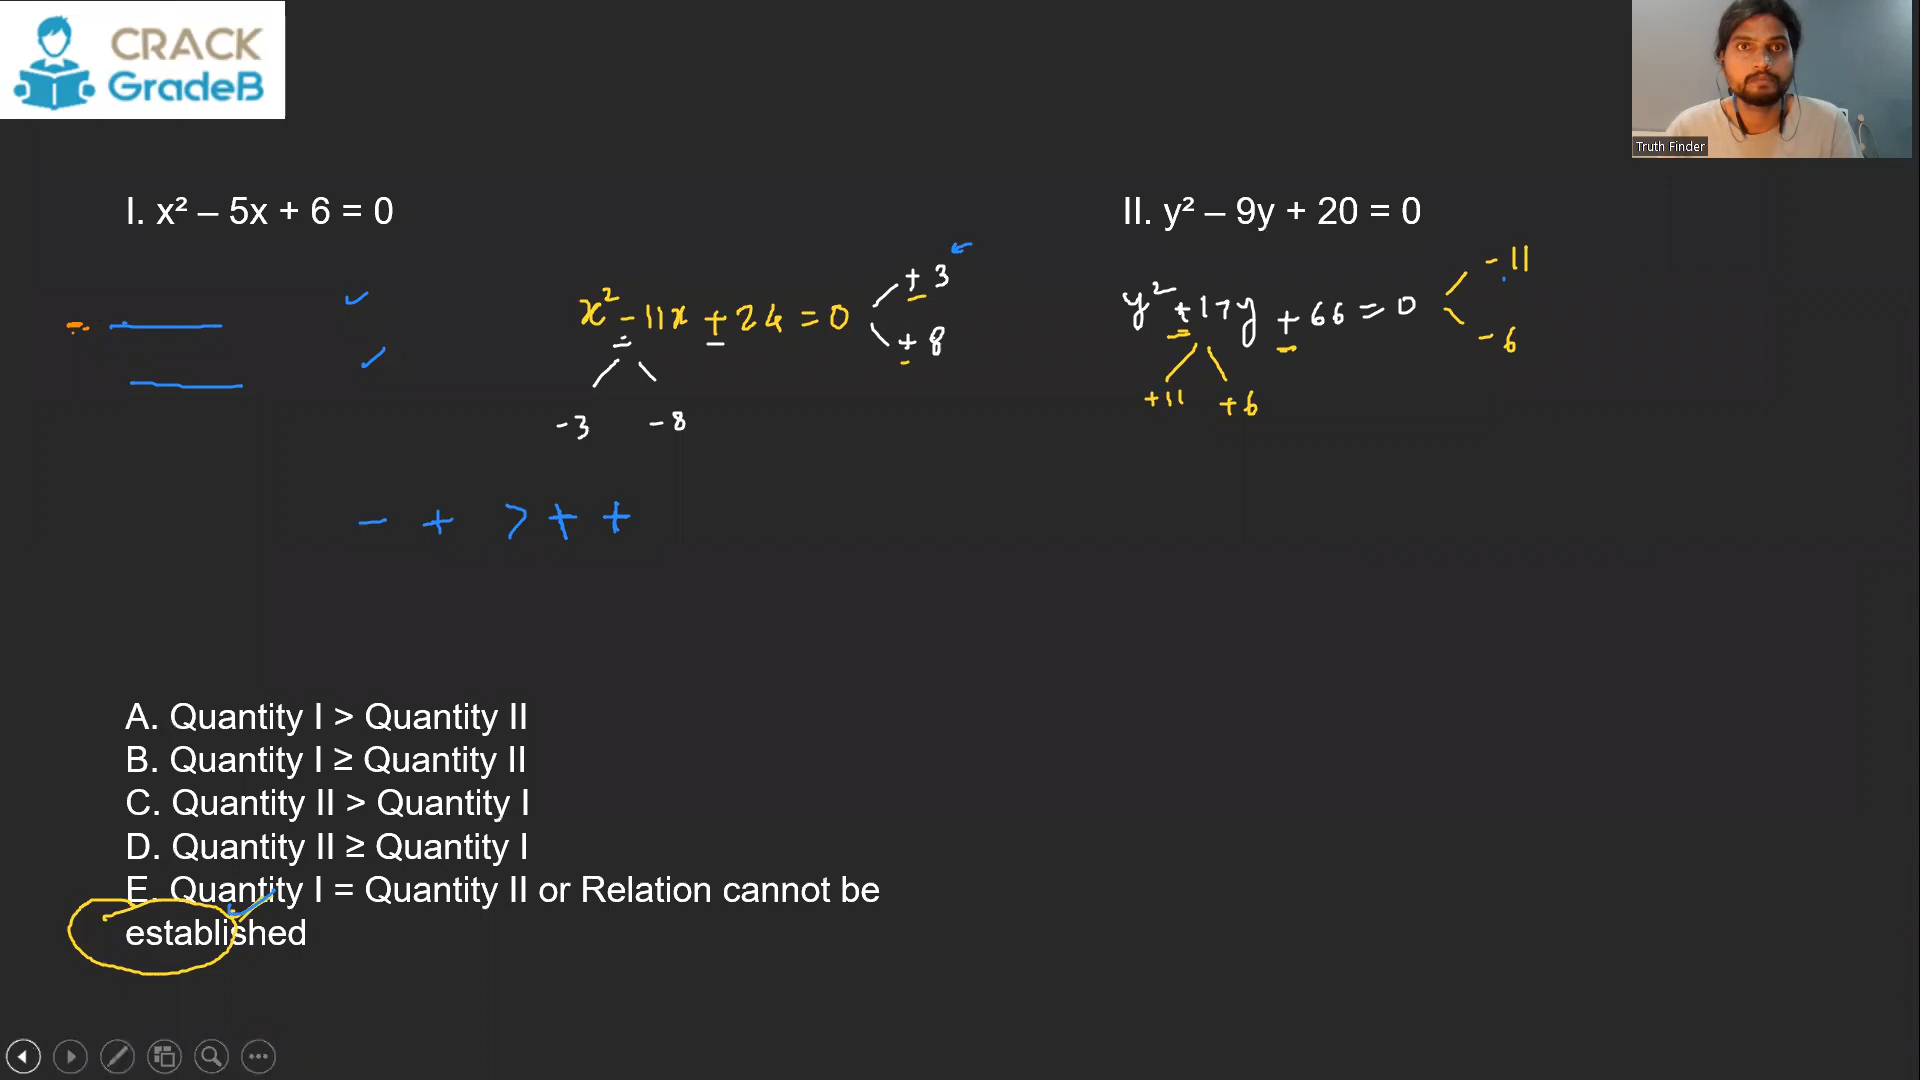 CRACK
GradeB
Truth Finder
I. x² – 5x + 6 = 0
II. y² – 9y + 20 = 0
x² - 11x + 24 = 0
+ 3
+ 8
-3 -8
y² + 17y + 66 = 0
- 11
- 6
+11 +6
- + > + +
A. Quantity I > Quantity II
B. Quantity I ≥ Quantity II
C. Quantity II > Quantity I
D. Quantity II ≥ Quantity I
E. Quantity I = Quantity II or Relation cannot be
established